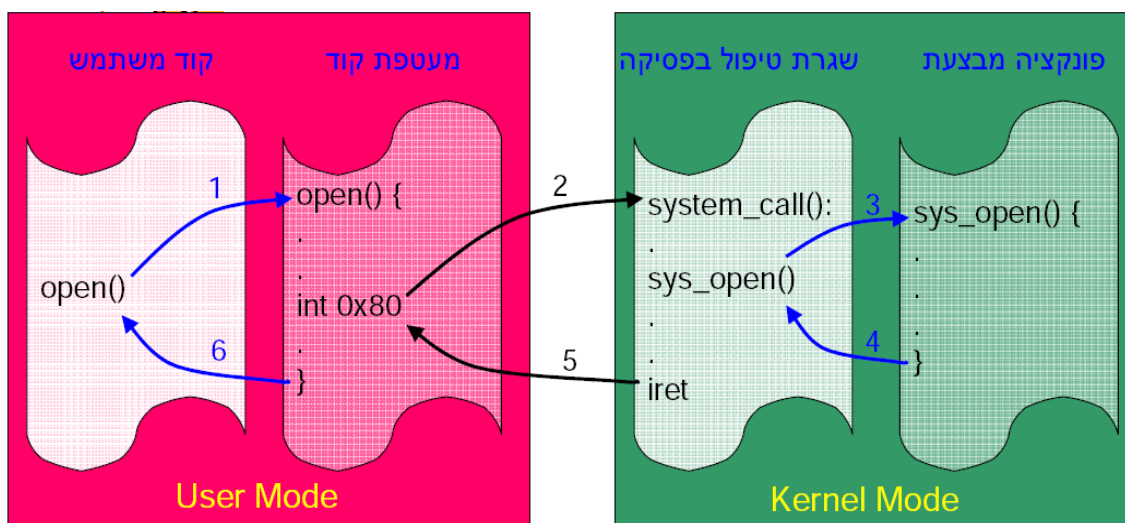 קוד משתמש
מעטפת קוד
שגרת טיפול בפסיקה
פונקציה מבצעת
1
open() {
.
.
open()
int 0x80
.
6
}
2
5
system_call():
.
sys_open()
.
.
iret
3
sys_open() {
.
.
.
4
}
User Mode
Kernel Mode